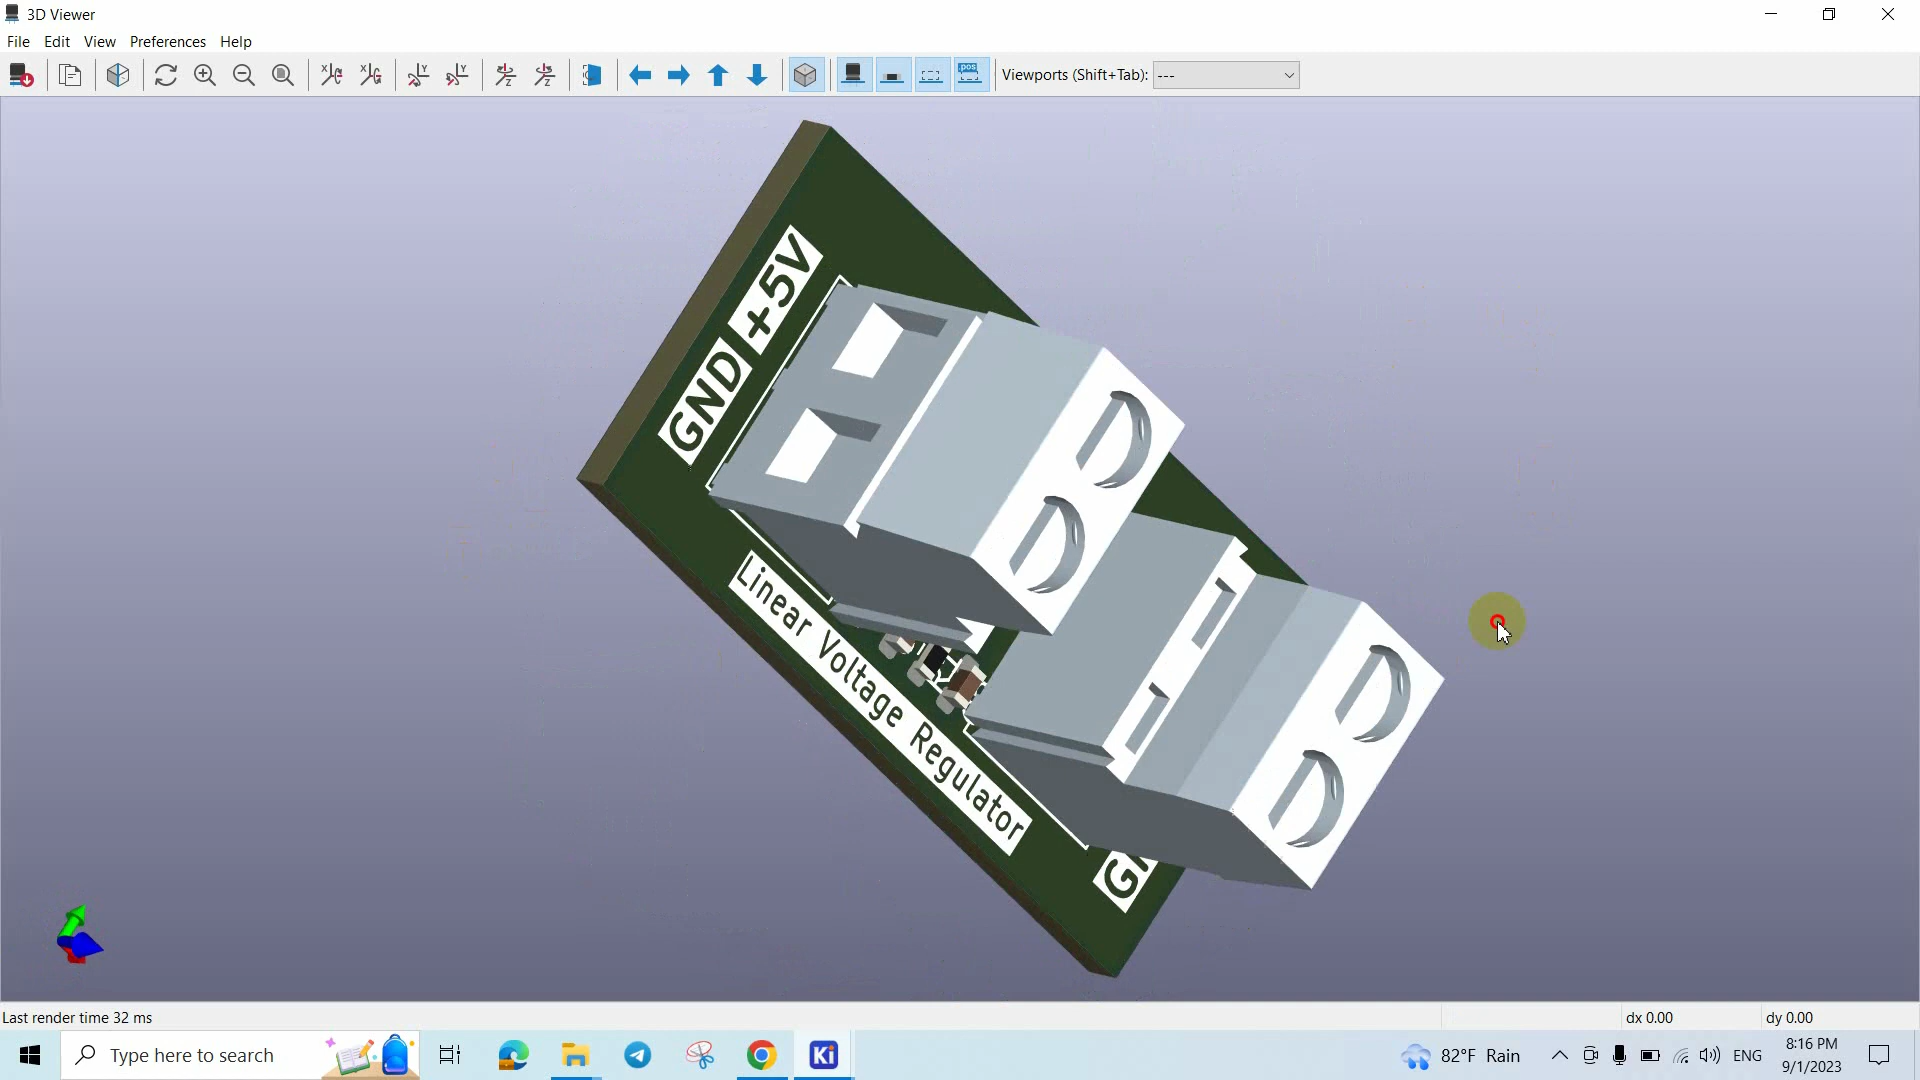 3D Viewer
File Edit View Preferences Help
Viewports (Shift+Tab): ---
GND +5V
Linear Voltage Regulator
Last render time 32 ms
dx 0.00
dy 0.00
Type here to search
Ki
82°F Rain
ENG
8:16 PM
9/1/2023